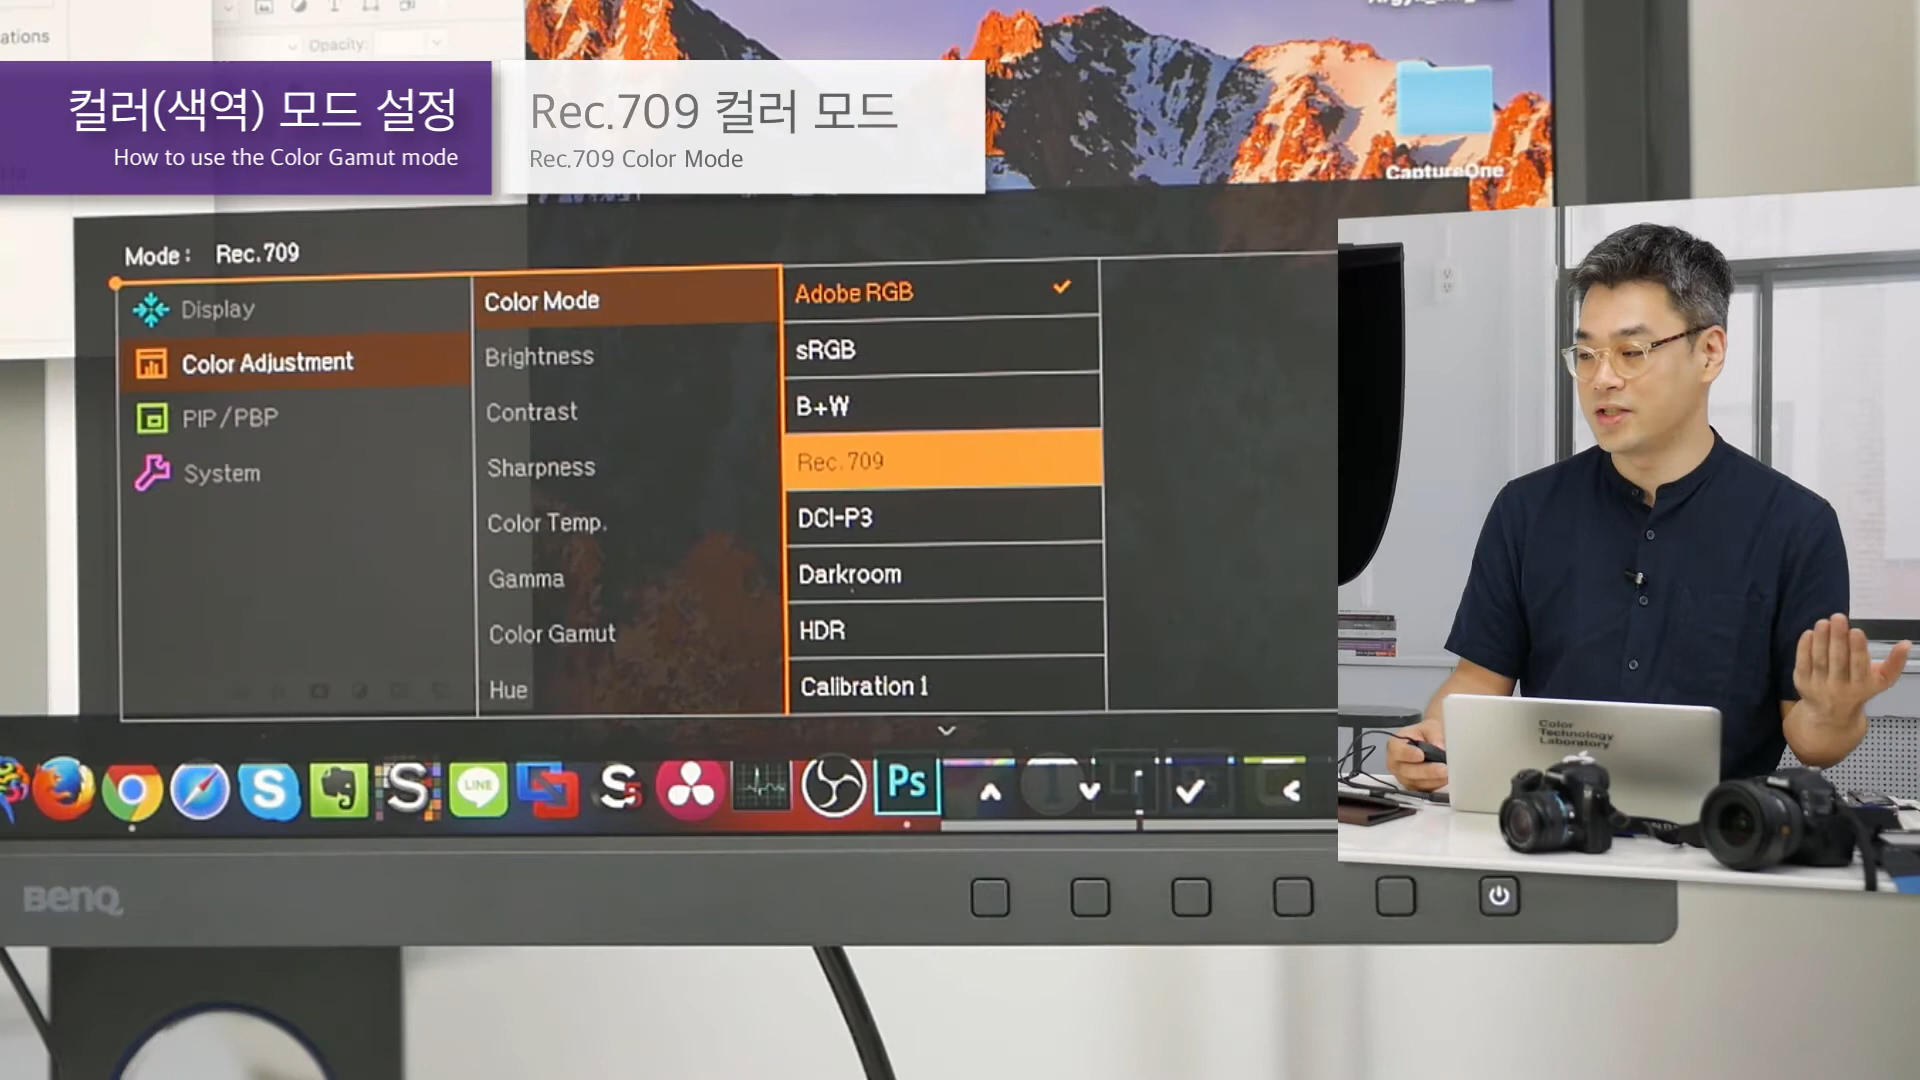 ations
Opacity:
컬러(색역) 모드 설정
How to use the Color Gamut mode
Rec.709 컬러 모드
Rec.709 Color Mode
CaptureOne
Mode : Rec.709
Display
Color Adjustment
PIP/PBP
System
Color Mode
Brightness
Contrast
Sharpness
Color Temp.
Gamma
Color Gamut
Hue
Adobe RGB
sRGB
B+W
Rec.709
DCI-P3
Darkroom
HDR
Calibration 1
LINE
Ps
BenQ
Color
Technology
Laboratory